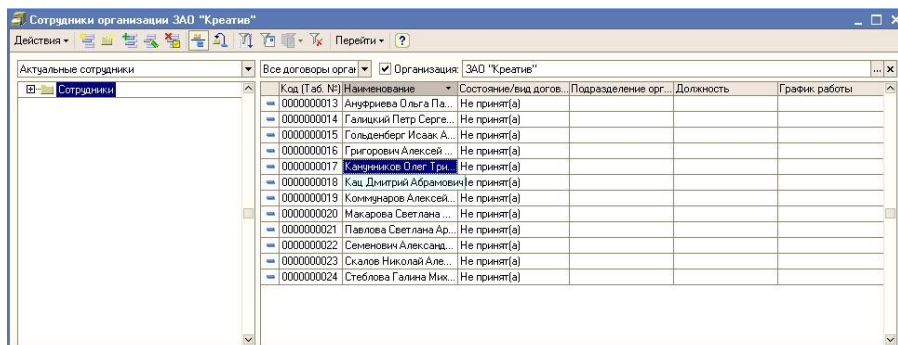 Сотрудники организации ЗАО "Креатив"
Действия Перейти ?
Актуальные сотрудники Все договоры орган Организация: ЗАО "Креатив" ... x
Сотрудники Код (Таб. №) Наименование Состояние/вид догов... Подразделение орг... Должность График работы
0000000013 Ануфриева Ольга Па... Не принят(а)
0000000014 Галицкий Петр Серге... Не принят(а)
0000000015 Гольденберг Исаак А... Не принят(а)
0000000016 Григорович Алексей ... Не принят(а)
0000000017 Канунников Олег Три... Не принят(а)
0000000018 Кац Дмитрий Абрамович е принят(а)
0000000019 Коммунаров Алексей... Не принят(а)
0000000020 Макарова Светлана ... Не принят(а)
0000000021 Павлова Светлана Ар... Не принят(а)
0000000022 Семенович Александ... Не принят(а)
0000000023 Скалов Николай Але... Не принят(а)
0000000024 Стеблова Галина Мих... Не принят(а)